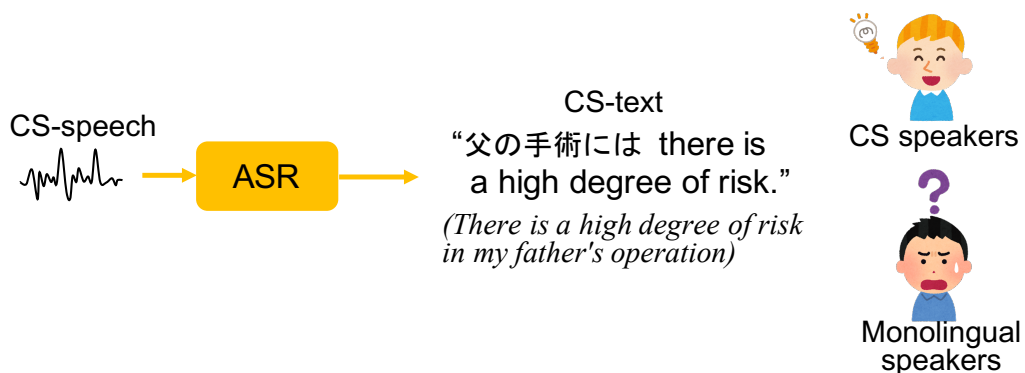 CS-speech
ASR
CS-text
“父の手術には there is
a high degree of risk.”
(There is a high degree of risk
in my father's operation)
CS speakers
?
Monolingual
speakers